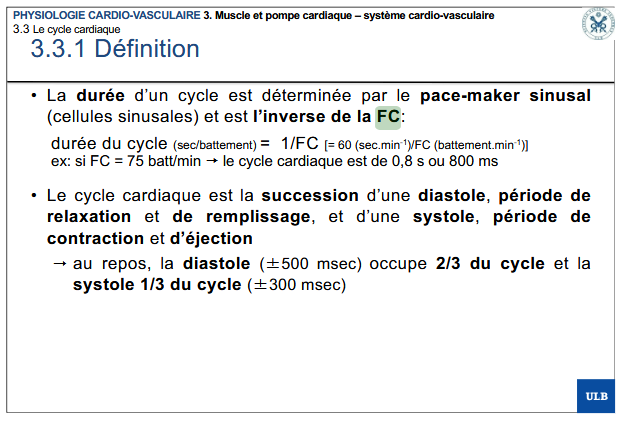 PHYSIOLOGIE CARDIO-VASCULAIRE 3. Muscle et pompe cardiaque – système cardio-vasculaire
3.3 Le cycle cardiaque
3.3.1 Définition
• La durée d'un cycle est déterminée par le pace-maker sinusal
(cellules sinusales) et est l'inverse de la FC:
durée du cycle (sec/battement) = 1/FC [= 60 (sec.min-1)/FC (battement.min-1)]
ex: si FC = 75 batt/min → le cycle cardiaque est de 0,8 s ou 800 ms
• Le cycle cardiaque est la succession d'une diastole, période de
relaxation et de remplissage, et d'une systole, période de
contraction et d'éjection
→ au repos, la diastole (±500 msec) occupe 2/3 du cycle et la
systole 1/3 du cycle (±300 msec)
ULB